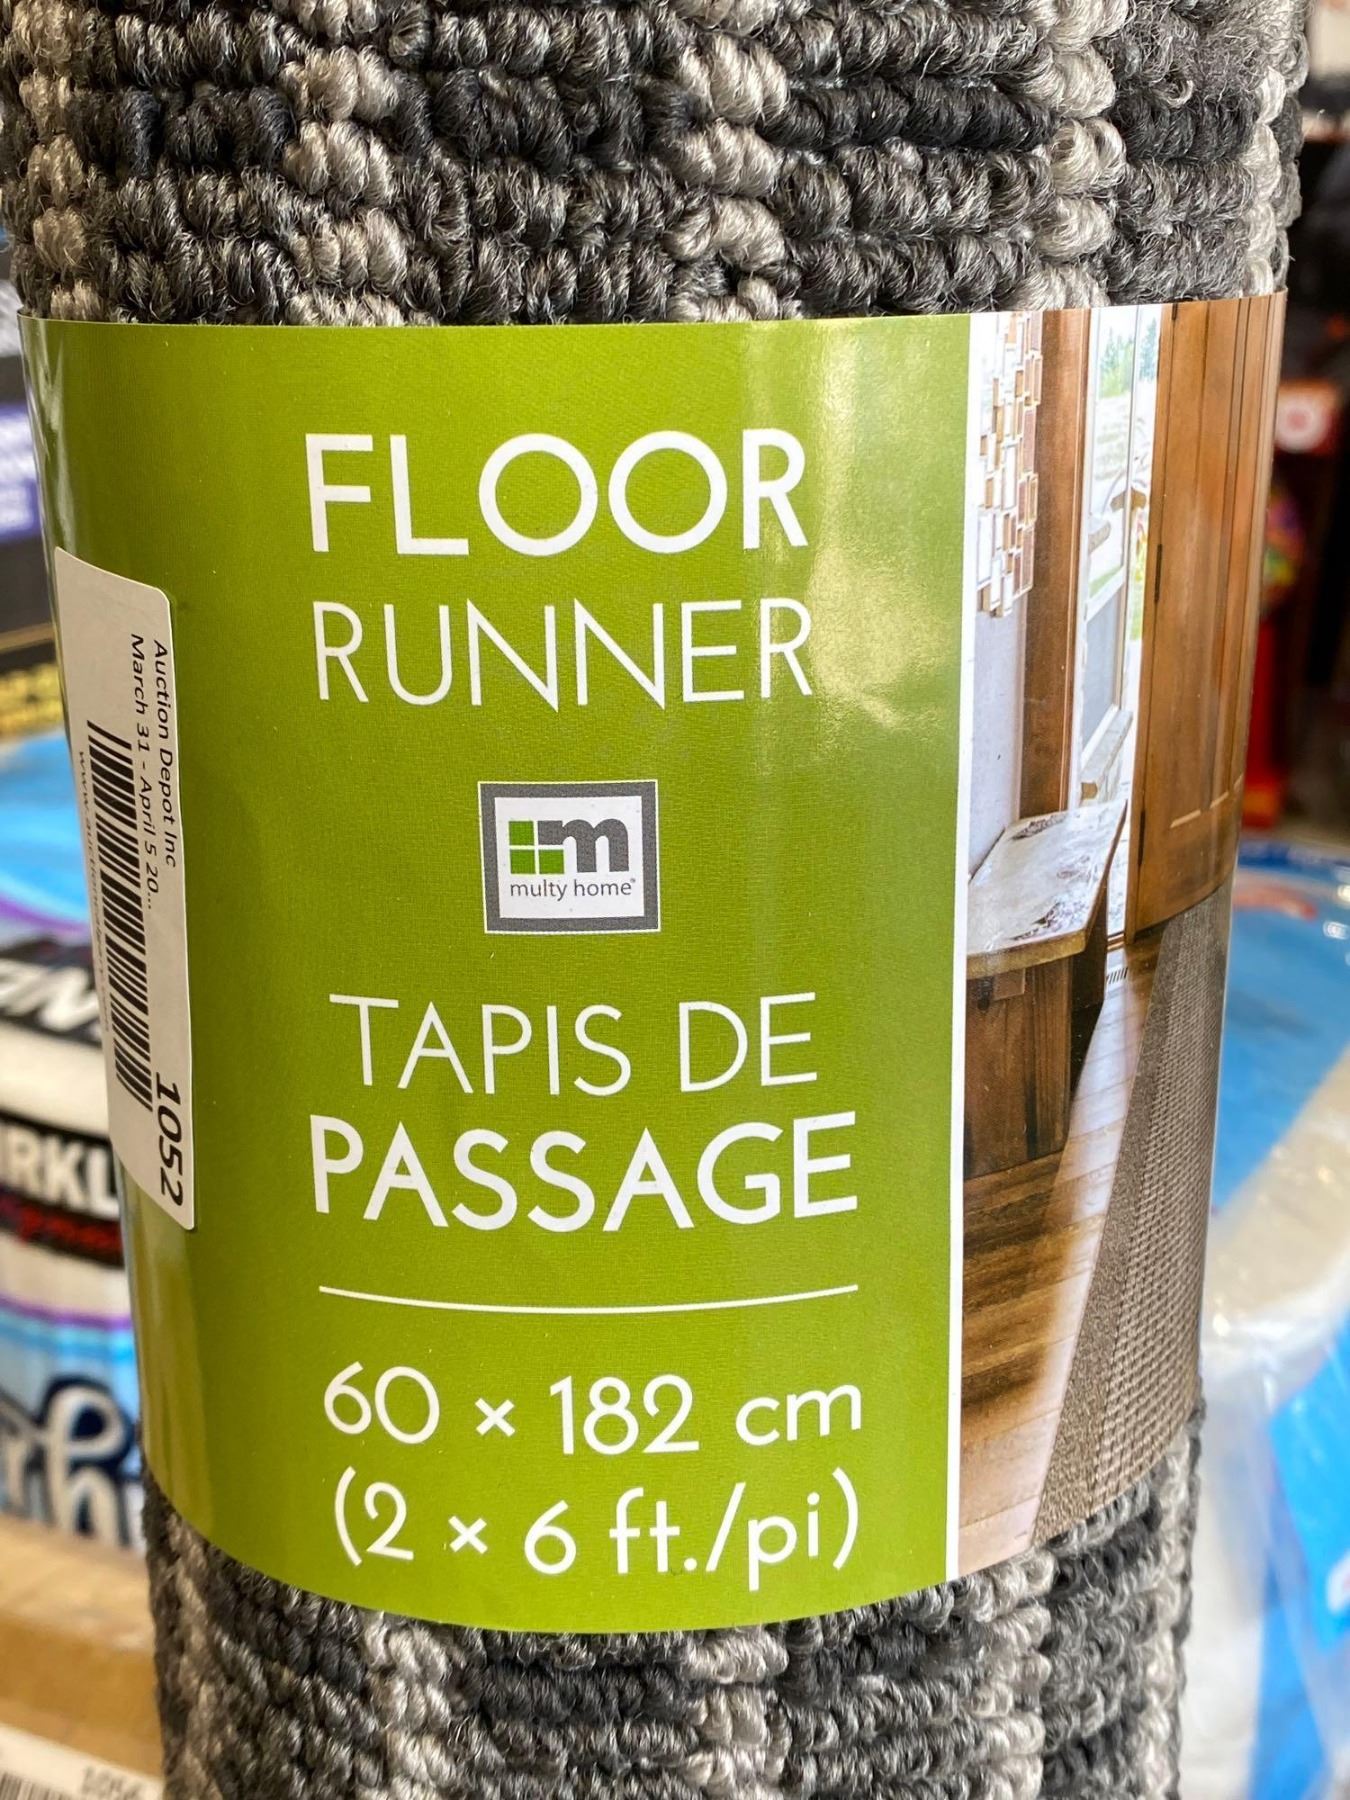 FLOOR
RUNNER
m
multy home
TAPIS DE
PASSAGE
60 × 182 cm
(2 × 6 ft./pi)
Auction Depot Inc
March 31 - April 5 20...
1052
RKL